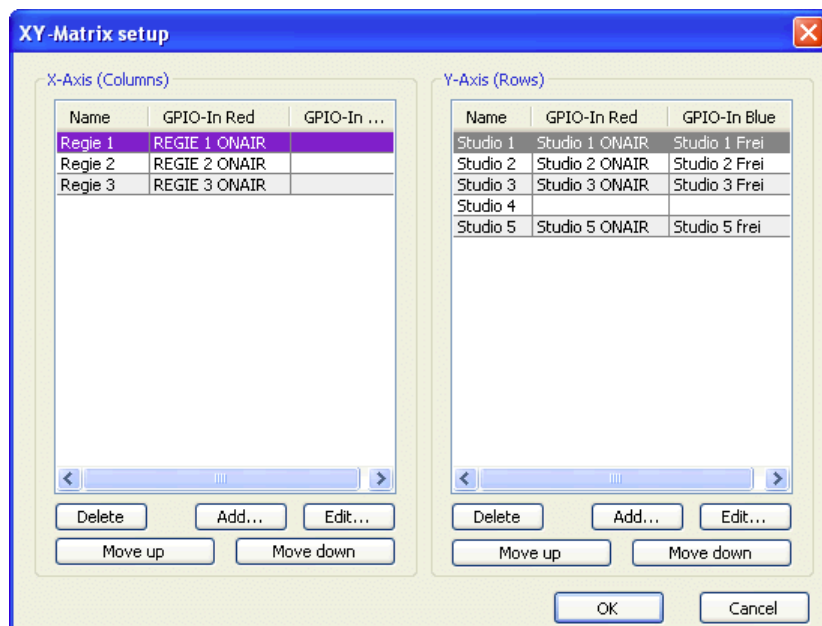 XY-Matrix setup
X-Axis (Columns)
Name GPIO-In Red GPIO-In ...
Regie 1 REGIE 1 ONAIR
Regie 2 REGIE 2 ONAIR
Regie 3 REGIE 3 ONAIR
Delete Add... Edit...
Move up Move down
Y-Axis (Rows)
Name GPIO-In Red GPIO-In Blue
Studio 1 Studio 1 ONAIR Studio 1 Frei
Studio 2 Studio 2 ONAIR Studio 2 Frei
Studio 3 Studio 3 ONAIR Studio 3 Frei
Studio 4
Studio 5 Studio 5 ONAIR Studio 5 frei
Delete Add... Edit...
Move up Move down
OK Cancel